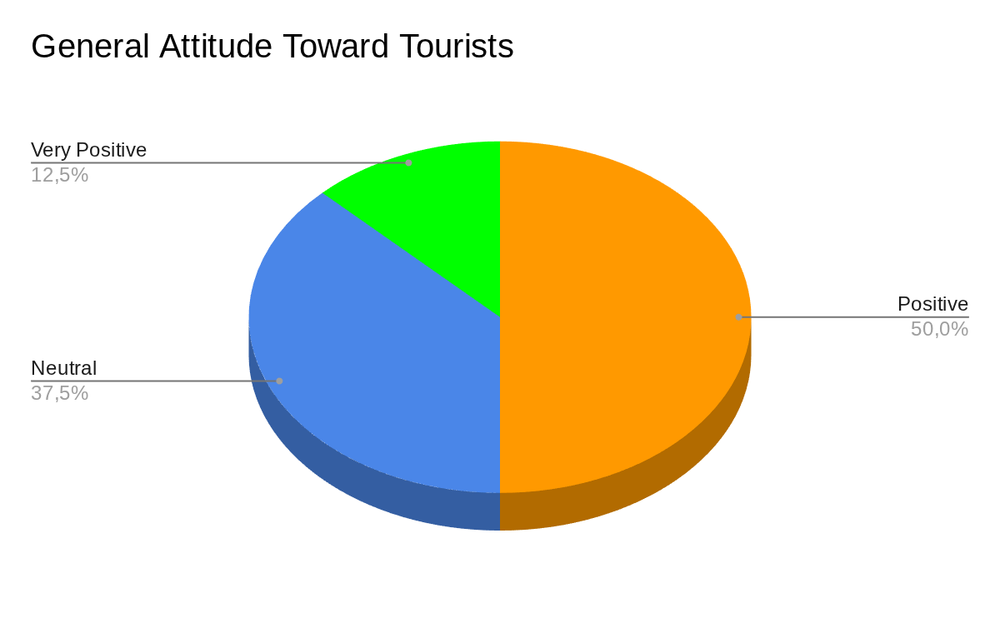 General Attitude Toward Tourists
Very Positive
12,5%
Positive
50,0%
Neutral
37,5%